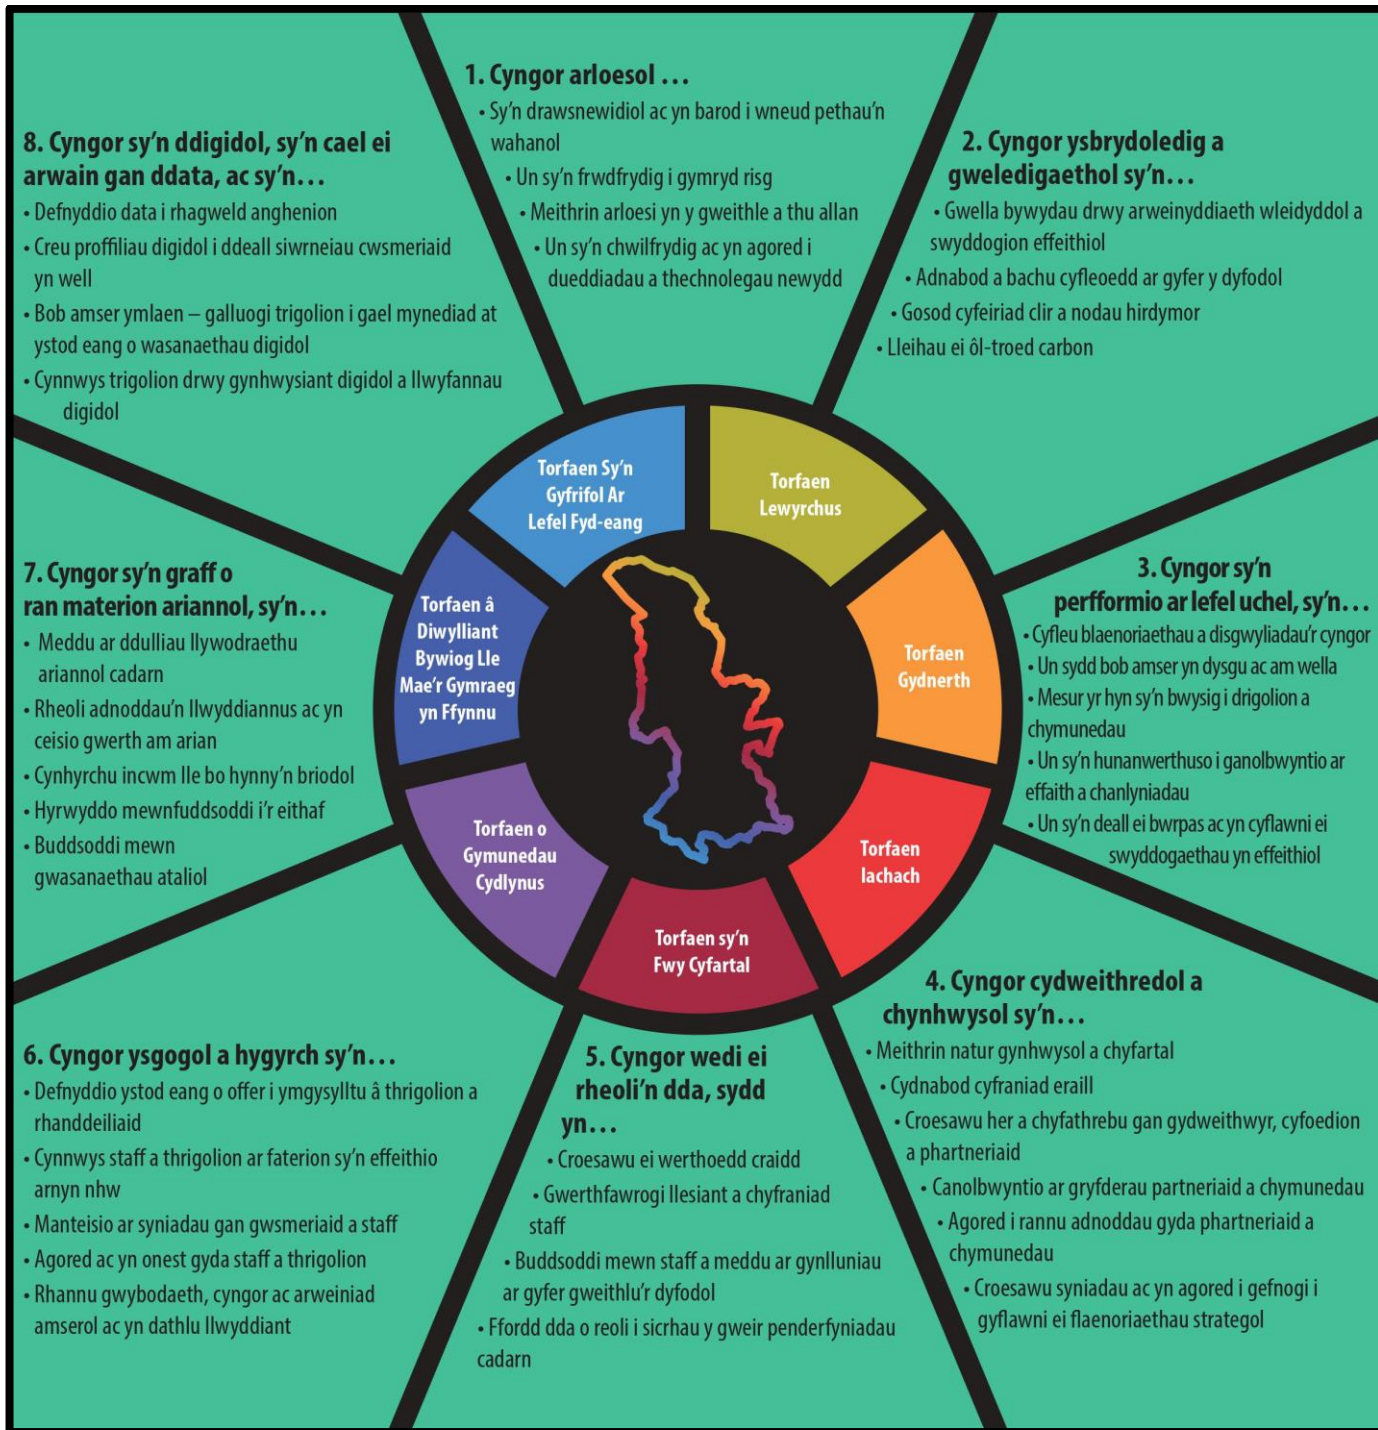 1. Cyngor arloesol ...
• Sy'n drawsnewidiol ac yn barod i wneud pethau'n
wahanol
• Un sy'n frwdfrydig i gymryd risg
• Meithrin arloesi yn y gweithle a thu allan
• Un sy'n chwilfrydig ac yn agored i
dueddiadau a thechnolegau newydd
2. Cyngor ysbrydoledig a
gweledigaethol sy'n...
• Gwella bywydau drwy arweinyddiaeth wleidyddol a
swyddogion effeithiol
• Adnabod a bachu cyfleoedd ar gyfer y dyfodol
• Gosod cyfeiriad clir a nodau hirdymor
• Lleihau ei ôl-troed carbon
3. Cyngor sy'n
perfformio ar lefel uchel, sy'n...
• Cyfleu blaenoriaethau a disgwyliadau'r cyngor
• Un sydd bob amser yn dysgu ac am wella
• Mesur yr hyn sy'n bwysig i drigolion a
chymunedau
• Un sy'n hunanwerthuso i ganolbwyntio ar
effaith a chanlyniadau
• Un sy'n deall ei bwrpas ac yn cyflawni ei
swyddogaethau yn effeithiol
4. Cyngor cydweithredol a
chynhwysol sy'n...
• Meithrin natur gynhwysol a chyfartal
• Cydnabod cyfraniad eraill
• Croesawu her a chyfathrebu gan gydweithwyr, cyfoedion
a phartneriaid
• Canolbwyntio ar gryfderau partneriaid a chymunedau
• Agored i rannu adnoddau gyda phartneriaid a
chymunedau
• Croesawu syniadau ac yn agored i gefnogi i
gyflawni ei flaenoriaethau strategol
5. Cyngor wedi ei
rheoli'n dda, sydd
yn...
• Croesawu ei werthoedd craidd
• Gwerthfawrogi llesiant a chyfraniad
staff
• Buddsoddi mewn staff a meddu ar gynlluniau
ar gyfer gweithlu'r dyfodol
• Ffordd dda o reoli i sicrhau y gweir penderfyniadau
cadarn
6. Cyngor ysgogol a hygyrch sy'n...
• Defnyddio ystod eang o offer i ymgysylltu â thrigolion a
rhanddeiliaid
• Cynnwys staff a thrigolion ar faterion sy'n effeithio
arnyn nhw
• Manteisio ar syniadau gan gwsmeriaid a staff
• Agored ac yn onest gyda staff a thrigolion
• Rhannu gwybodaeth, cyngor ac arweiniad
amserol ac yn dathlu llwyddiant
7. Cyngor sy'n graff o
ran materion ariannol, sy'n...
• Meddu ar ddulliau llywodraethu
ariannol cadarn
• Rheoli adnoddau'n llwyddiannus ac yn
ceisio gwerth am arian
• Cynhyrchu incwm lle bo hynny'n briodol
• Hyrwyddo mewnfuddsoddi i'r eithaf
• Buddsoddi mewn
gwasanaethau ataliol
8. Cyngor sy'n ddigidol, sy'n cael ei
arwain gan ddata, ac sy'n...
• Defnyddio data i rhagweld anghenion
• Creu proffiliau digidol i ddeall siwrneiau cwsmeriaid
yn well
• Bob amser ymlaen – galluogi trigolion i gael mynediad at
ystod eang o wasanaethau digidol
• Cynnwys trigolion drwy gynhwysiant digidol a llwyfannau
digidol
Torfaen Sy'n
Gyfrifol Ar
Lefel Fyd-eang
Torfaen
Lewyrchus
Torfaen
Gydnerth
Torfaen
Iachach
Torfaen sy'n
Fwy Cyfartal
Torfaen o
Gymunedau
Cydlynus
Torfaen â
Diwylliant
Bywiog Lle
Mae'r Gymraeg
yn Ffynnu